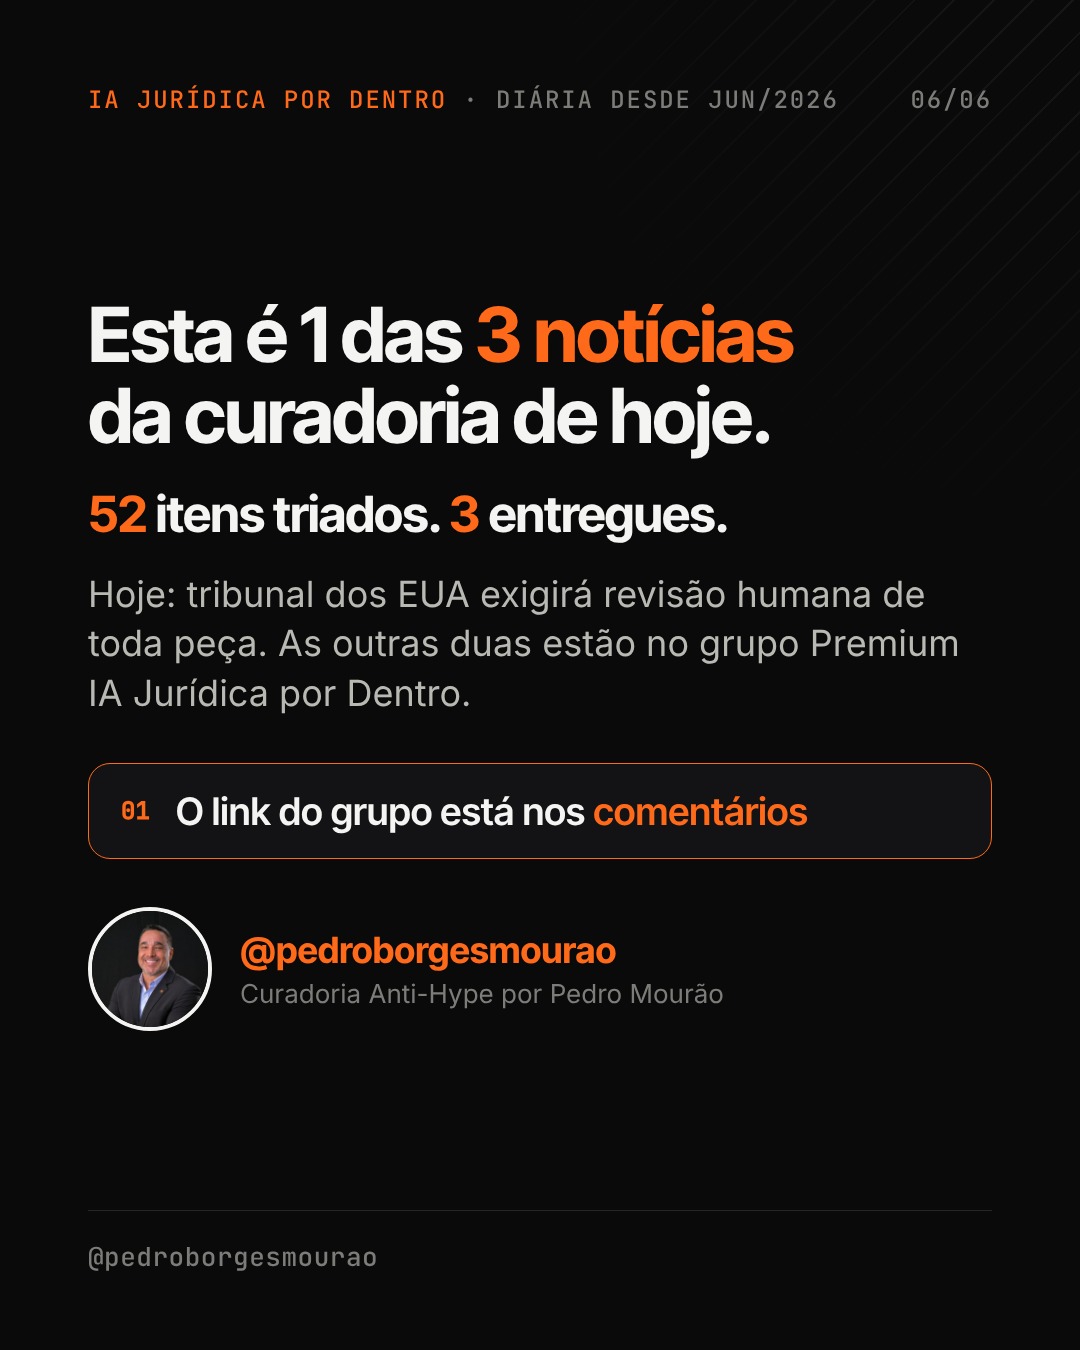 IA JURÍDICA POR DENTRO · DIÁRIA DESDE JUN/2026 06/06
Esta é 1 das 3 notícias
da curadoria de hoje.
52 itens triados. 3 entregues.
Hoje: tribunal dos EUA exigirá revisão humana de
toda peça. As outras duas estão no grupo Premium
IA Jurídica por Dentro.
01 O link do grupo está nos comentários
@pedroborgesmourao
Curadoria Anti-Hype por Pedro Mourão
@pedroborgesmourao